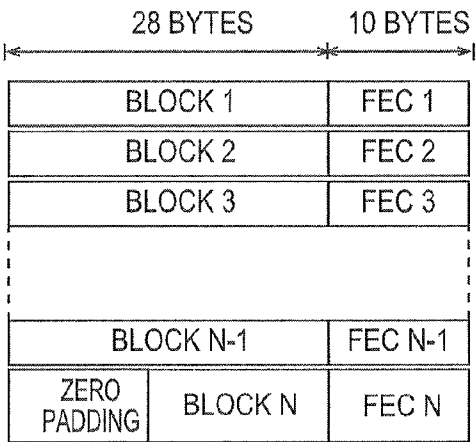 28 BYTES 10 BYTES
BLOCK 1 FEC 1
BLOCK 2 FEC 2
BLOCK 3 FEC 3
BLOCK N-1 FEC N-1
ZERO
PADDING BLOCK N FEC N